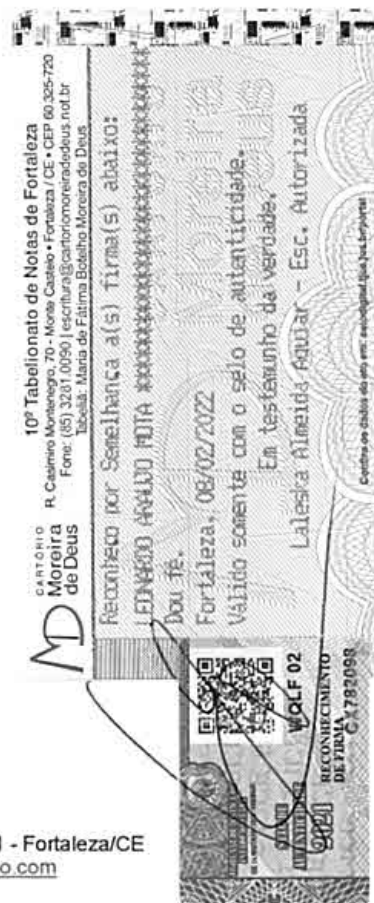 CARTÓRIO
Moreira
de Deus
10º Tabelionato de Notas de Fortaleza
R. Casimiro Montenegro, 70 - Monte Castelo • Fortaleza / CE • CEP 60.325-720
Fone: (85) 3281.0090 | escritura@cartoriomoreiradedeus.not.br
Tabeliã: Maria de Fátima Botelho Moreira de Deus
Reconheço por Semelhança a(s) firma(s) abaixo:
LEONARDO ARAUJO MOTA
Dou fé.
Fortaleza, 08/02/2022
Válido somente com o selo de autenticidade.
Em testemunho da verdade.
Laleska Almeida Aguiar - Esc. Autorizada
WQLF 02
RECONHECIMENTO
DE FIRMA
- Fortaleza/CE
o.com